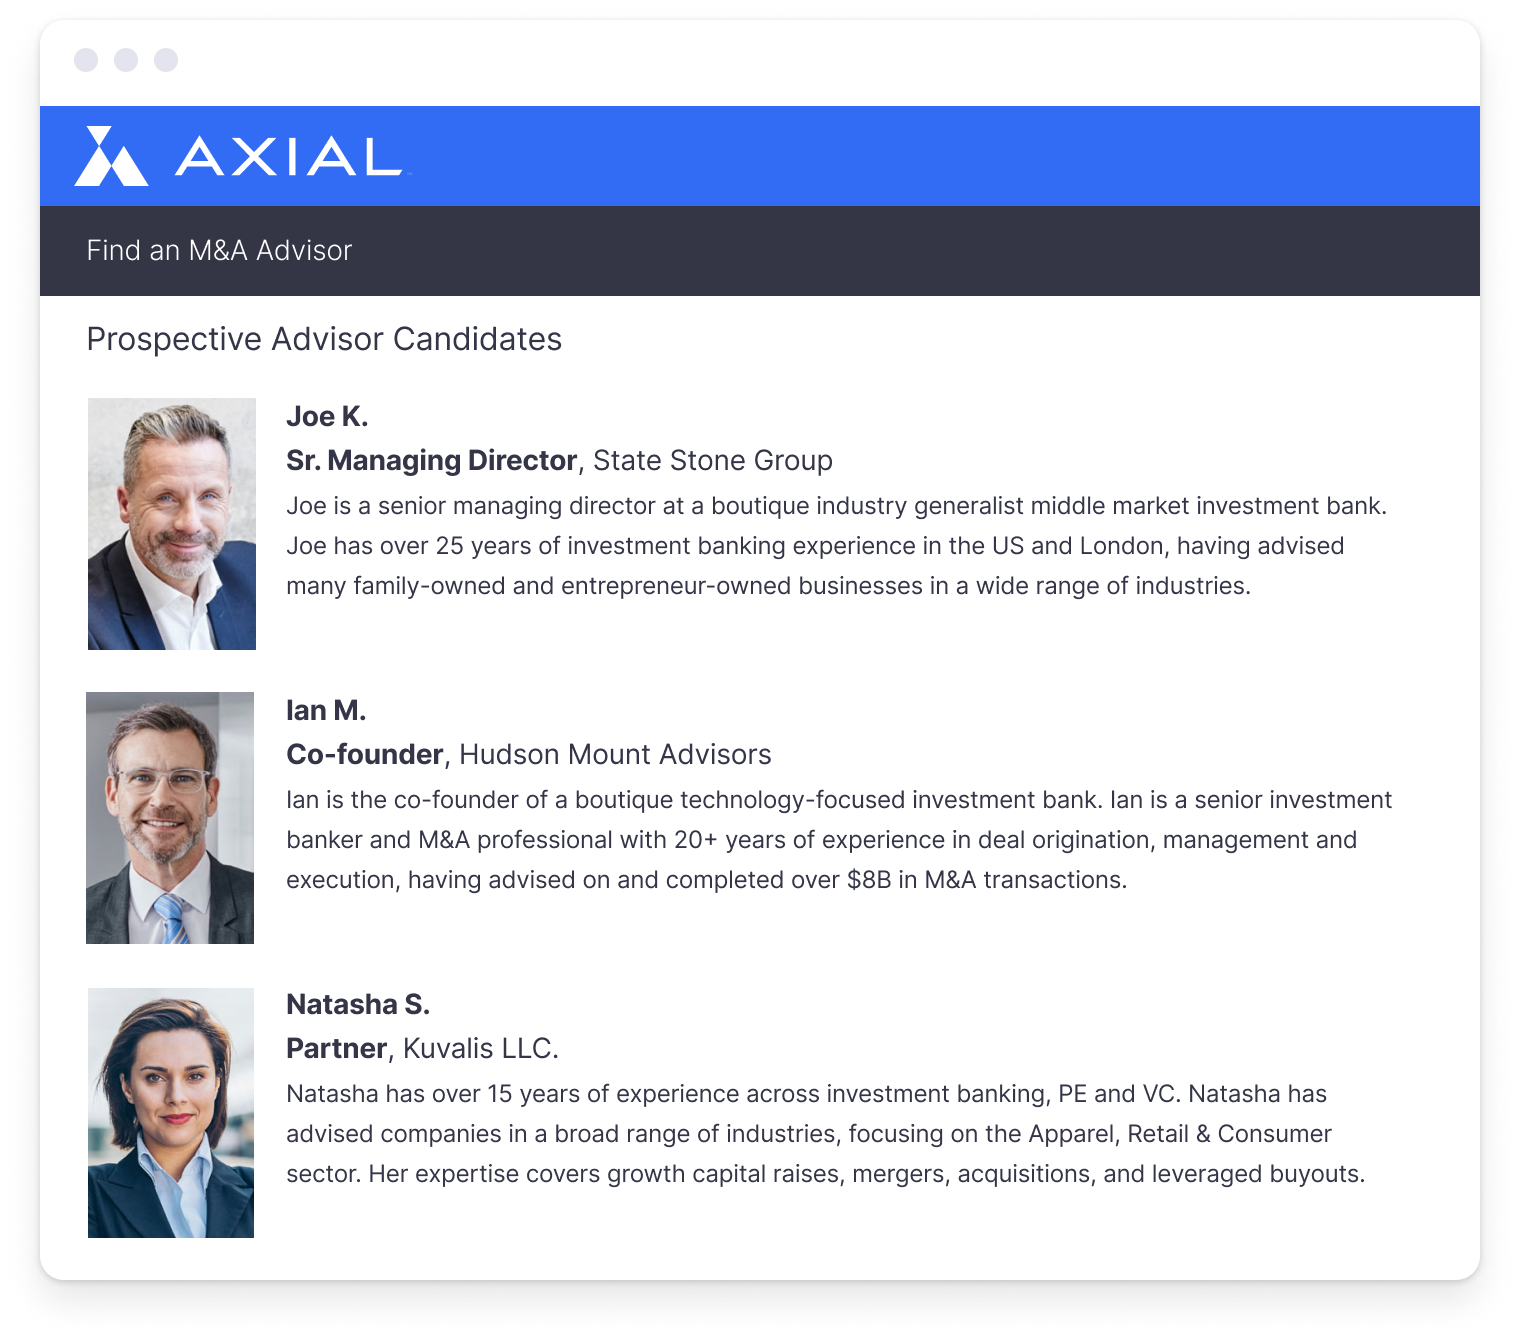 AXIAL
Find an M&A Advisor
Prospective Advisor Candidates
Joe K.
Sr. Managing Director, State Stone Group
Joe is a senior managing director at a boutique industry generalist middle market investment bank.
Joe has over 25 years of investment banking experience in the US and London, having advised
many family-owned and entrepreneur-owned businesses in a wide range of industries.
Ian M.
Co-founder, Hudson Mount Advisors
Ian is the co-founder of a boutique technology-focused investment bank. Ian is a senior investment
banker and M&A professional with 20+ years of experience in deal origination, management and
execution, having advised on and completed over $8B in M&A transactions.
Natasha S.
Partner, Kuvalis LLC.
Natasha has over 15 years of experience across investment banking, PE and VC. Natasha has
advised companies in a broad range of industries, focusing on the Apparel, Retail & Consumer
sector. Her expertise covers growth capital raises, mergers, acquisitions, and leveraged buyouts.